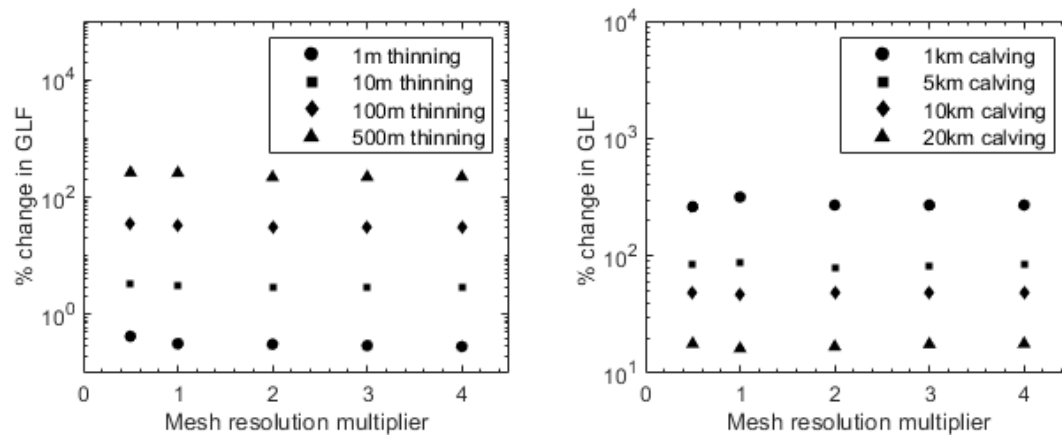 % change in GLF
10^4
10^2
10^0
0 1 2 3 4
Mesh resolution multiplier
1m thinning
10m thinning
100m thinning
500m thinning
% change in GLF
10^4
10^3
10^2
10^1
0 1 2 3 4
Mesh resolution multiplier
1km calving
5km calving
10km calving
20km calving